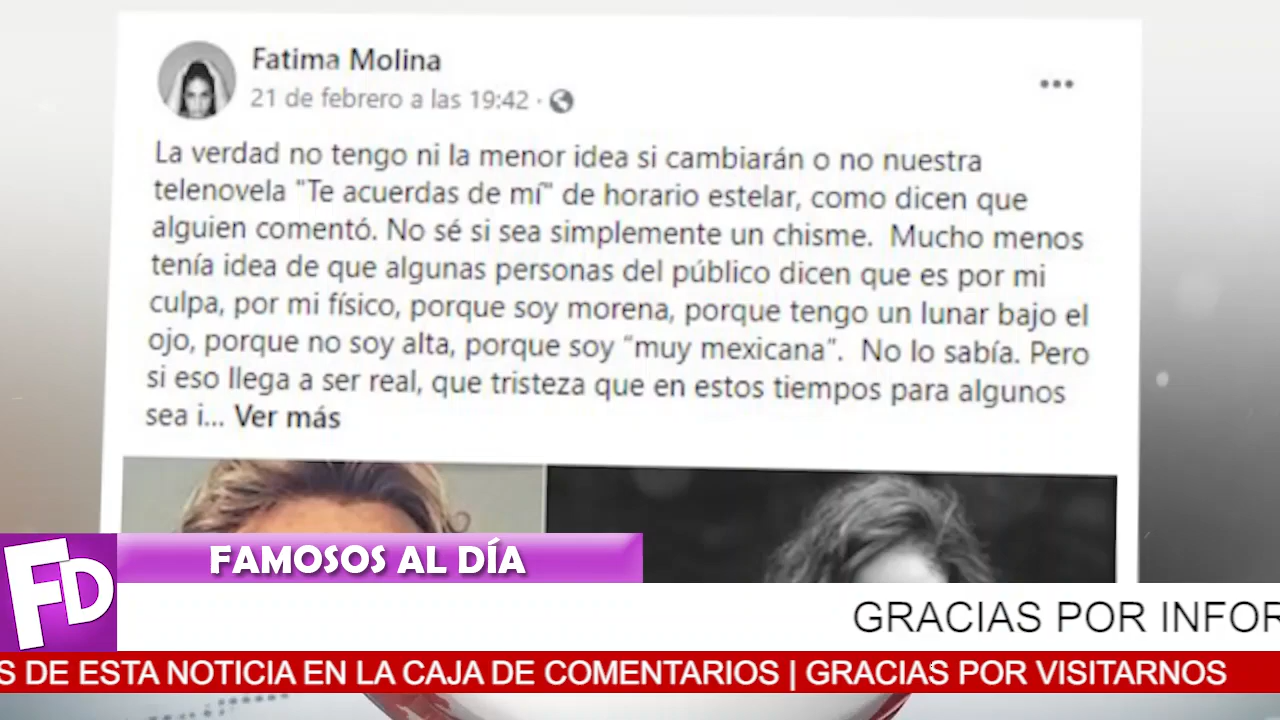 Fatima Molina
21 de febrero a las 19:42 ·
La verdad no tengo ni la menor idea si cambiarán o no nuestra
telenovela "Te acuerdas de mí" de horario estelar, como dicen que
alguien comentó. No sé si sea simplemente un chisme. Mucho menos
tenía idea de que algunas personas del público dicen que es por mi
culpa, por mi físico, porque soy morena, porque tengo un lunar bajo el
ojo, porque no soy alta, porque soy “muy mexicana”. No lo sabía. Pero
si eso llega a ser real, que tristeza que en estos tiempos para algunos
sea i... Ver más
FD
FAMOSOS AL DÍA
GRACIAS POR INFOR
S DE ESTA NOTICIA EN LA CAJA DE COMENTARIOS | GRACIAS POR VISITARNOS